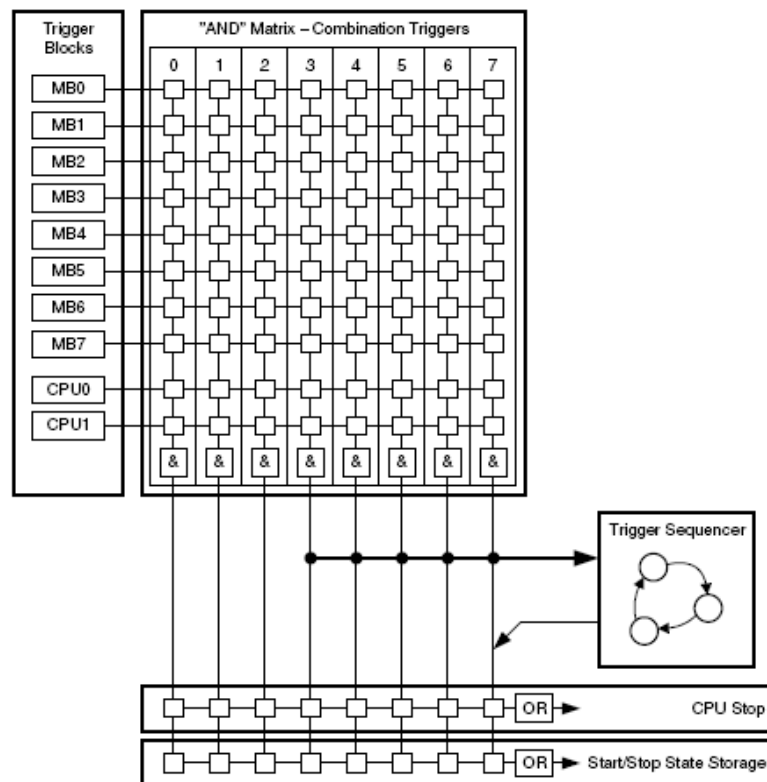 Trigger
Blocks
"AND" Matrix – Combination Triggers
0 1 2 3 4 5 6 7
MB0
MB1
MB2
MB3
MB4
MB5
MB6
MB7
CPU0
CPU1
& & & & & & & &
Trigger Sequencer
OR CPU Stop
OR Start/Stop State Storage